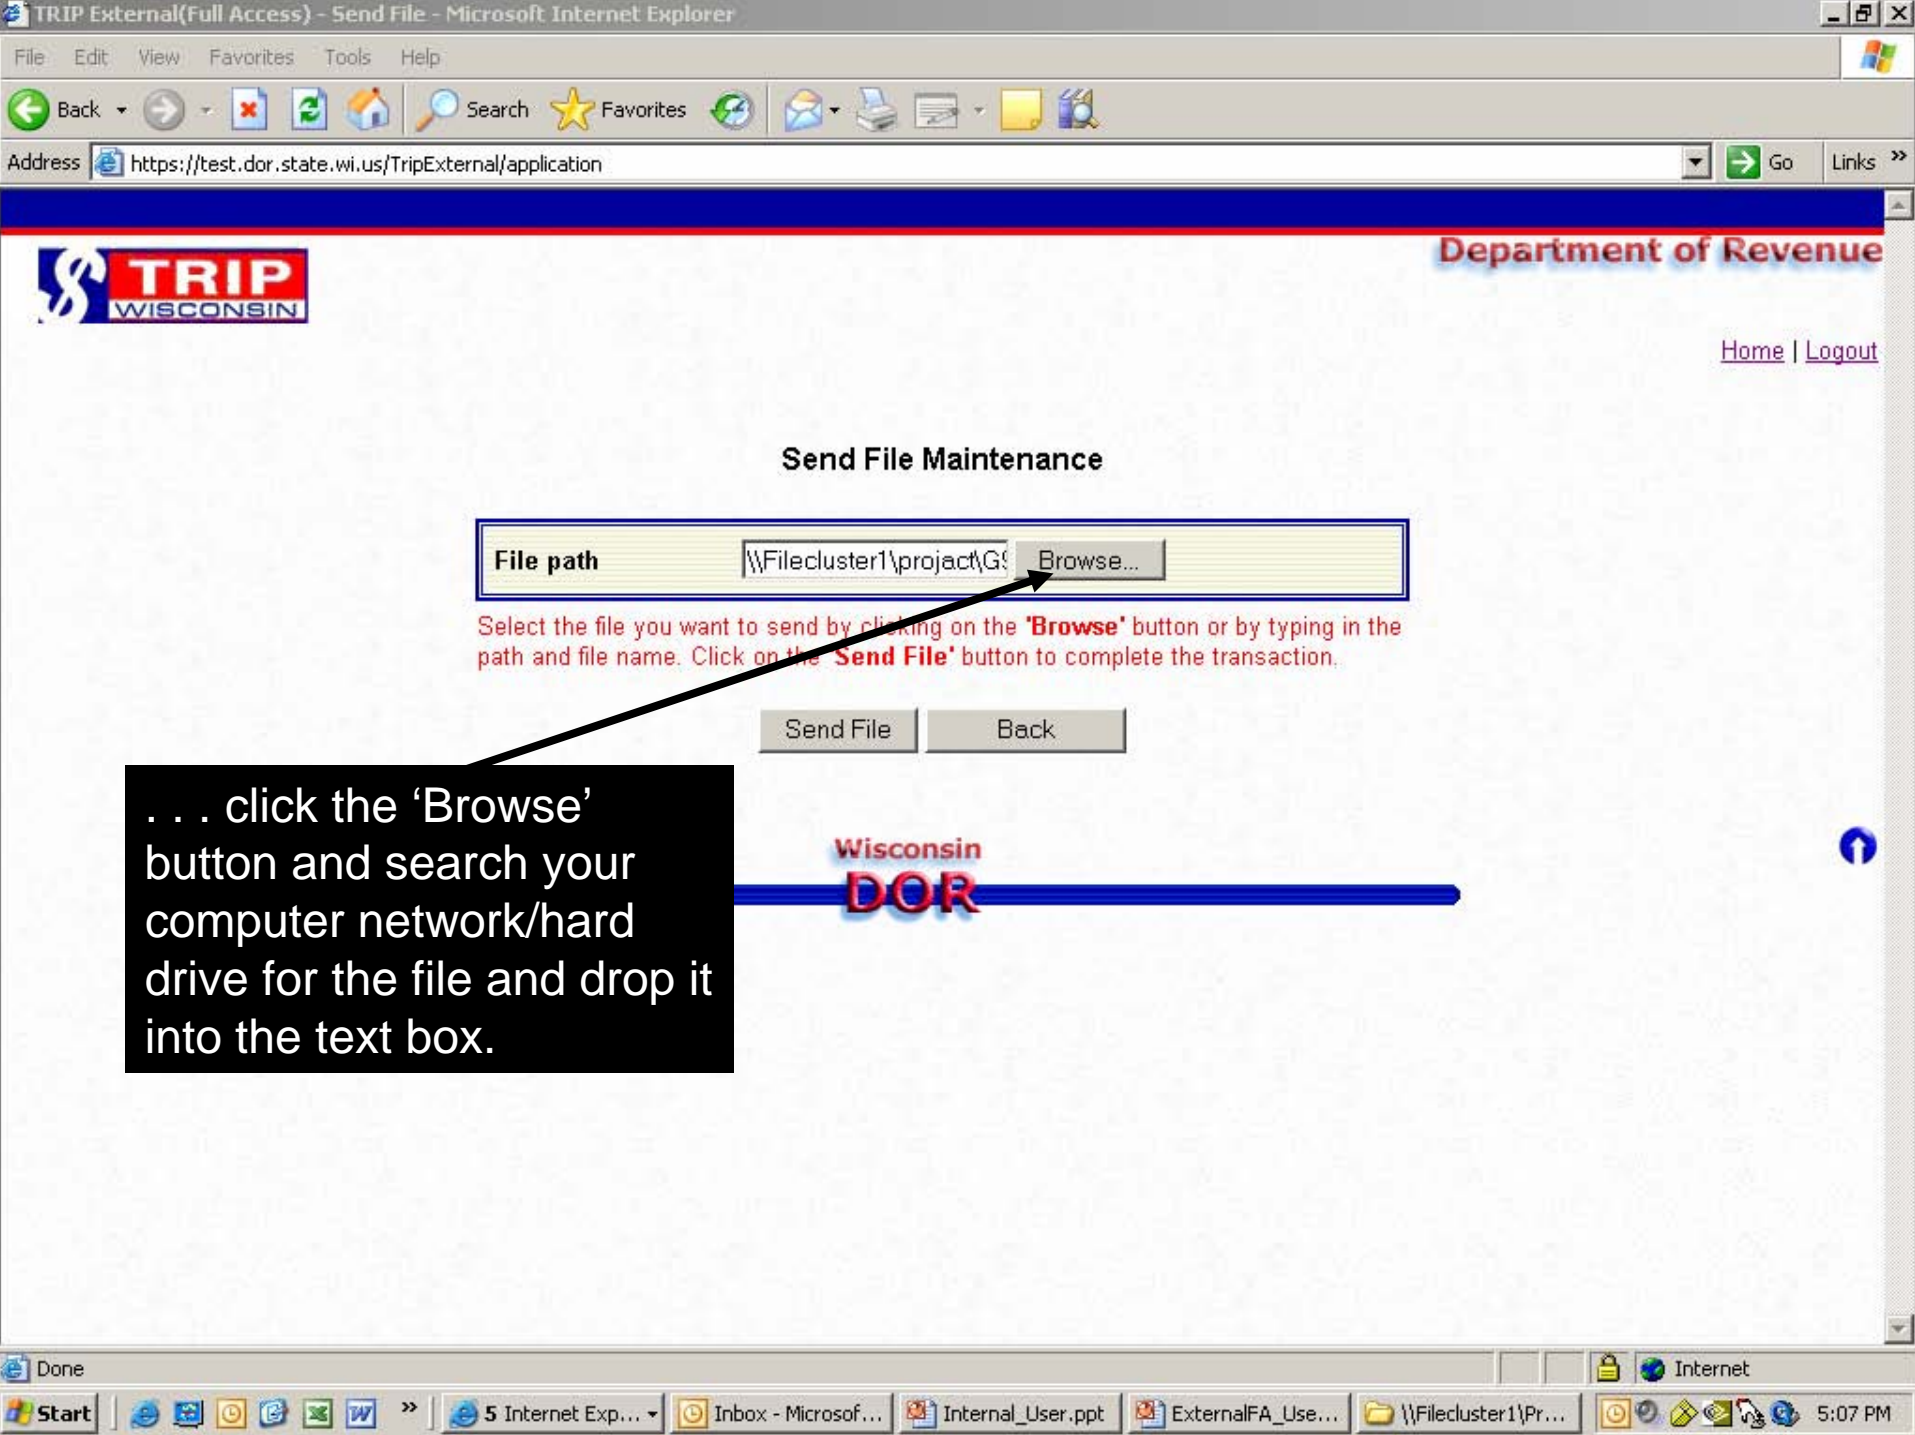 TRIP External(Full Access) - Send File - Microsoft Internet Explorer
File Edit View Favorites Tools Help
Back Search Favorites
Address https://test.dor.state.wi.us/TripExternal/application Go Links »
TRIP
WISCONSIN
Department of Revenue
Home | Logout
Send File Maintenance
File path \\Filecluster1\projact\GS Browse...
Select the file you want to send by clicking on the 'Browse' button or by typing in the
path and file name. Click on the 'Send File' button to complete the transaction.
Send File Back
. . . click the ‘Browse’
button and search your
computer network/hard
drive for the file and drop it
into the text box.
Wisconsin
DOR
Done Internet
Start » 5 Internet Exp... Inbox - Microsof... Internal_User.ppt ExternalFA_Use... \\Filecluster1\Pr... 5:07 PM